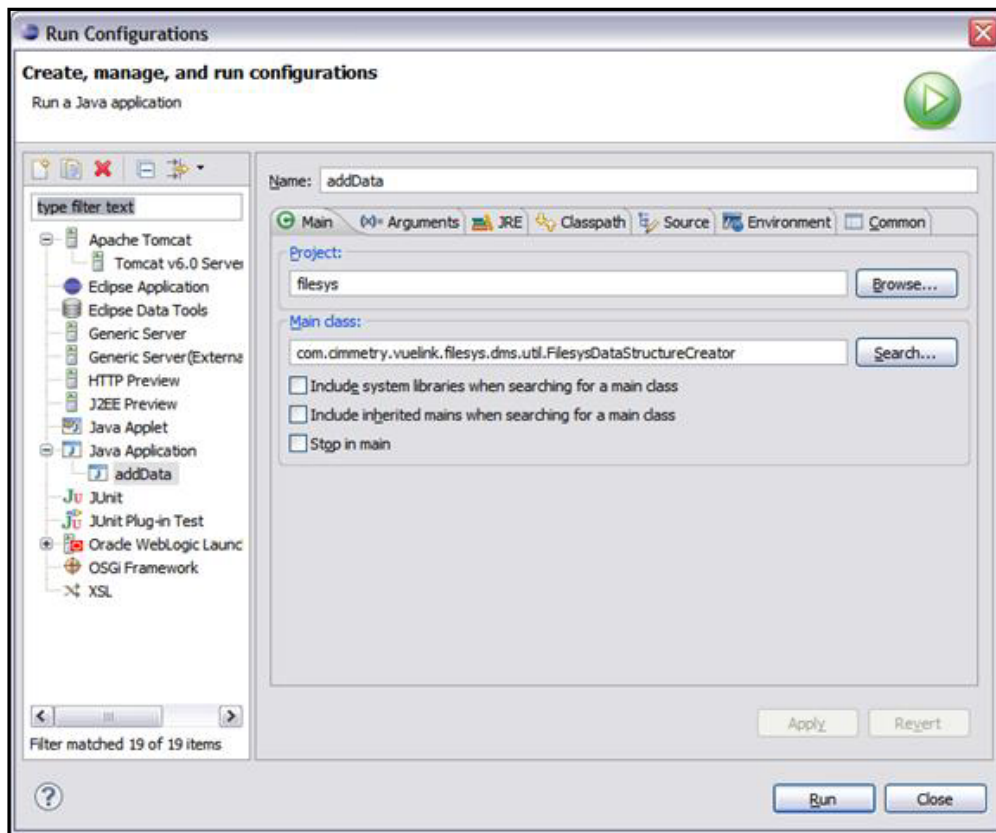 Run Configurations
Create, manage, and run configurations
Run a Java application
type filter text
Apache Tomcat
Tomcat v6.0 Server
Eclipse Application
Eclipse Data Tools
Generic Server
Generic Server(Externa
HTTP Preview
J2EE Preview
Java Applet
Java Application
addData
JUnit
JUnit Plug-in Test
Oracle WebLogic Launc
OSGi Framework
XSL
Filter matched 19 of 19 items
Name: addData
Main (x)= Arguments JRE Classpath Source Environment Common
Project:
filesys Browse...
Main class:
com.cimmetry.vuelink.filesys.dms.util.FilesysDataStructureCreator Search...
Include system libraries when searching for a main class
Include inherited mains when searching for a main class
Stop in main
Apply Revert
Run Close